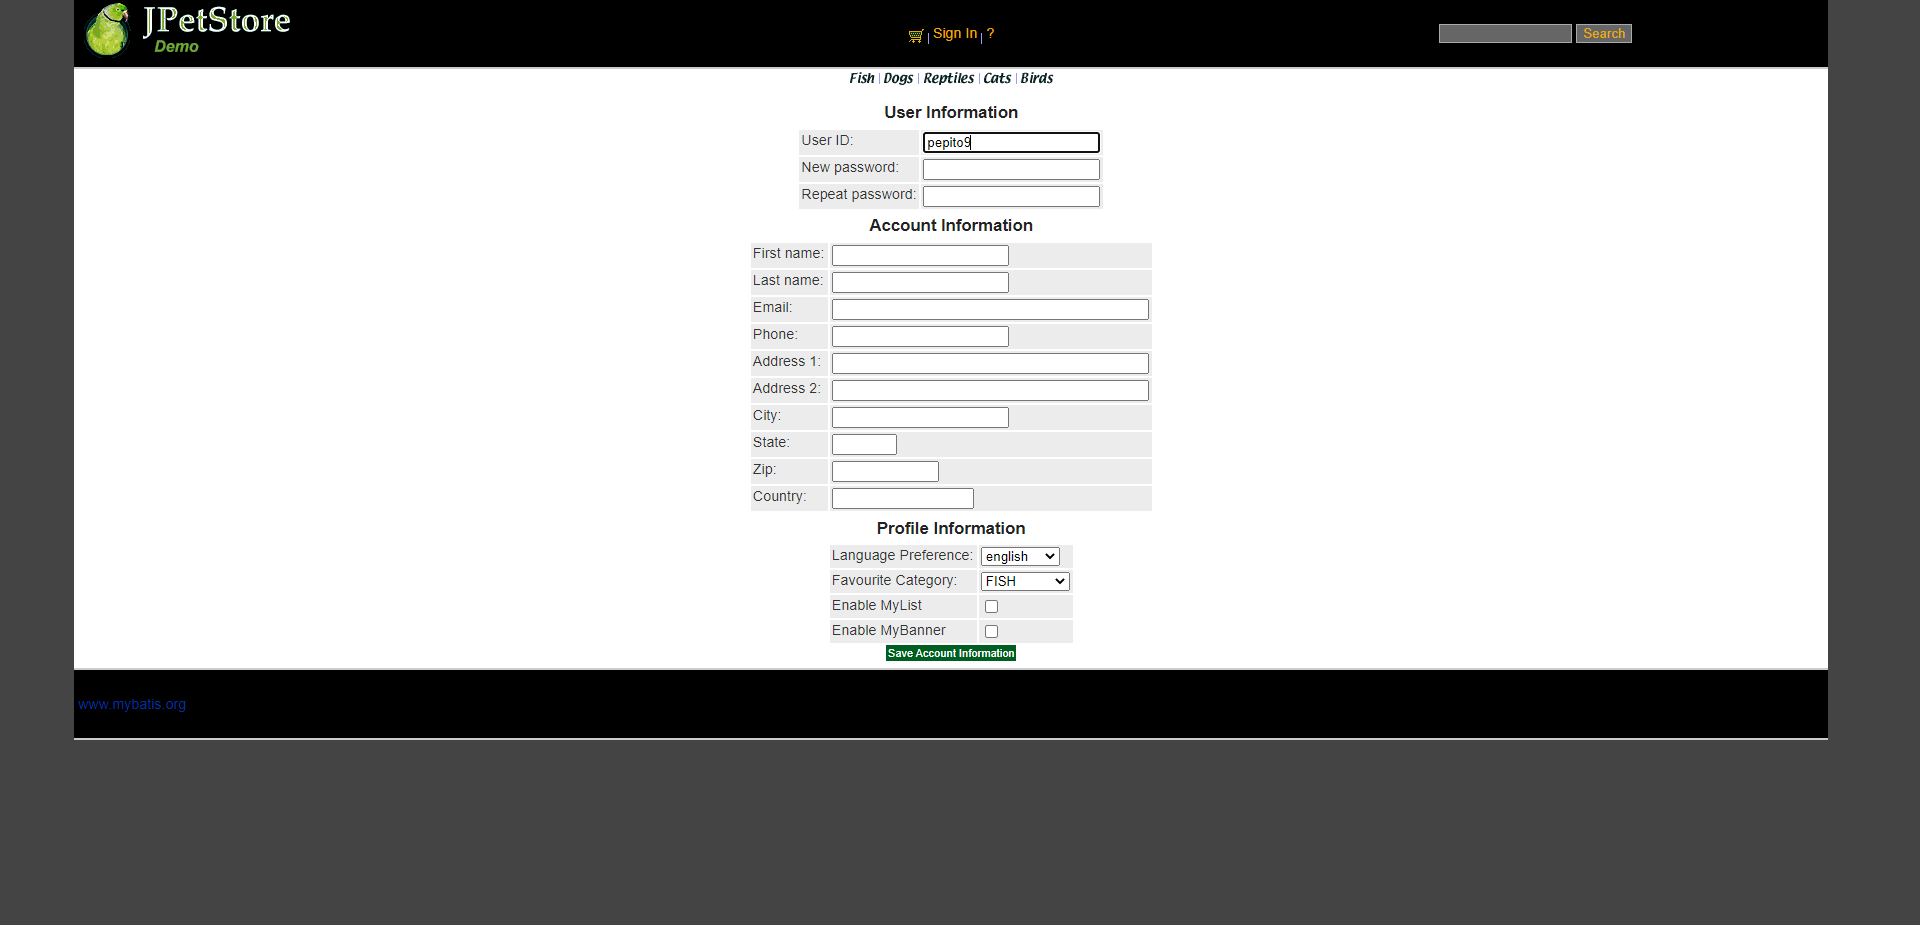 JPetStore
Demo
Sign In | ?
Search
Fish | Dogs | Reptiles | Cats | Birds
User Information
User ID: pepito9
New password:
Repeat password:
Account Information
First name:
Last name:
Email:
Phone:
Address 1:
Address 2:
City:
State:
Zip:
Country:
Profile Information
Language Preference: english
Favourite Category: FISH
Enable MyList
Enable MyBanner
Save Account Information
www.mybatis.org